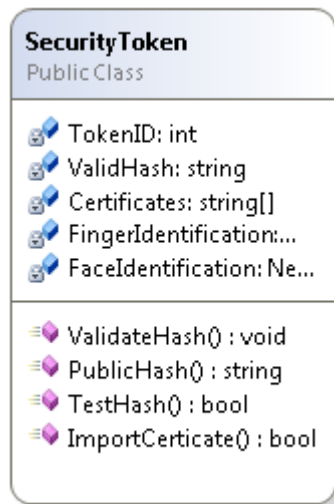 SecurityToken
Public Class
TokenID: int
ValidHash: string
Certificates: string[]
FingerIdentification:...
FaceIdentification: Ne...
ValidateHash() : void
PublicHash() : string
TestHash() : bool
ImportCerticate() : bool